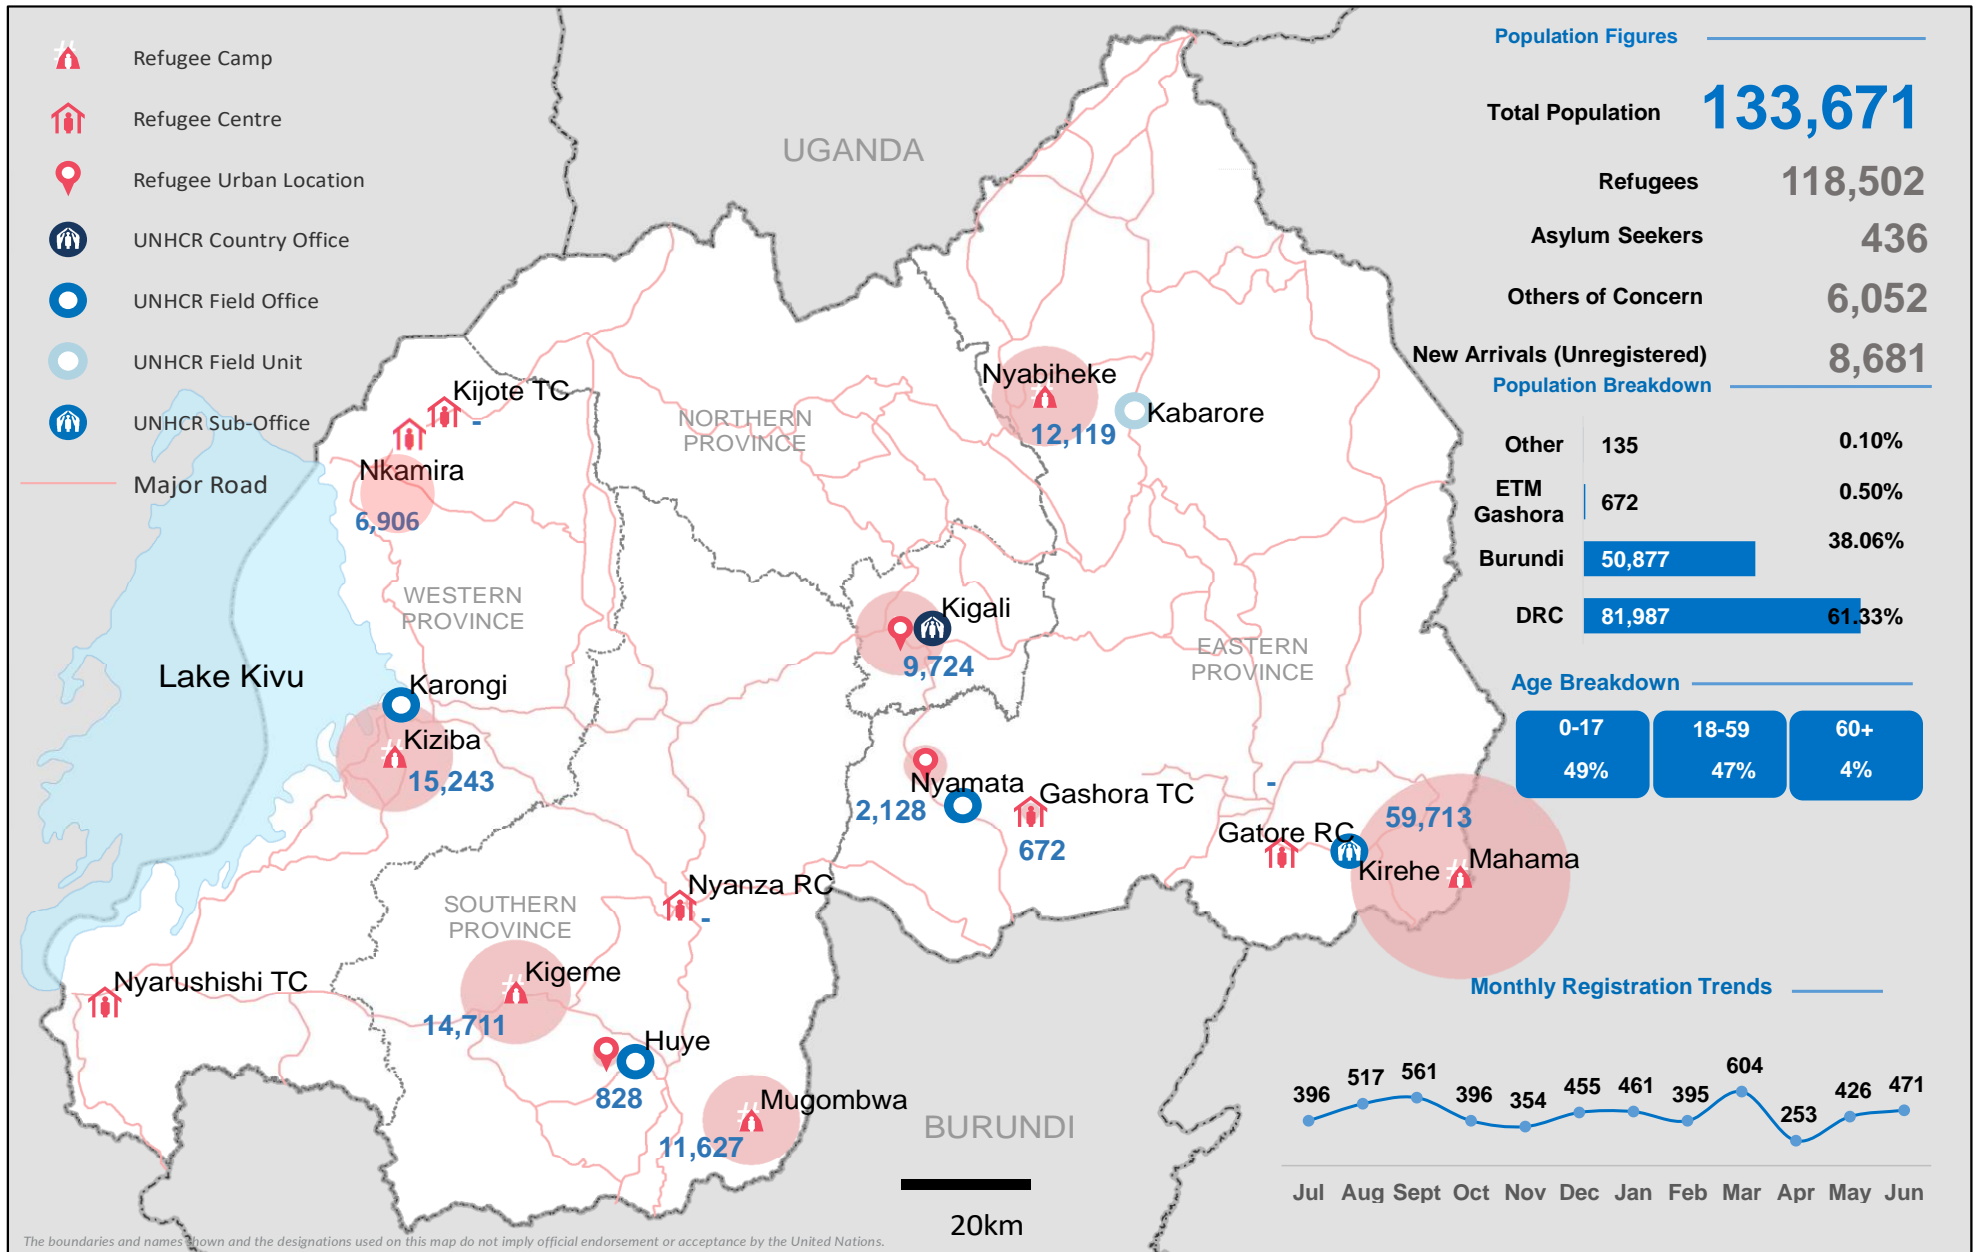 Refugee Camp
Refugee Centre
Refugee Urban Location
UNHCR Country Office
UNHCR Field Office
UNHCR Field Unit
UNHCR Sub-Office
Major Road
UGANDA
Kijote TC
-
Nkamira
6,906
NORTHERN
PROVINCE
Nyabiheke
12,119
Kabarore
WESTERN
PROVINCE
Kigali
9,724
EASTERN
PROVINCE
Lake Kivu
Karongi
Kiziba
15,243
Nyamata
2,128
Gashora TC
672
-
Gatore RC
59,713
Kirehe
Mahama
Nyanza RC
-
SOUTHERN
PROVINCE
Kigeme
14,711
Nyarushishi TC
Huye
828
Mugombwa
11,627
BURUNDI
20km
The boundaries and names shown and the designations used on this map do not imply official endorsement or acceptance by the United Nations.
Population Figures
Total Population 133,671
Refugees 118,502
Asylum Seekers 436
Others of Concern 6,052
New Arrivals (Unregistered) 8,681
Population Breakdown
Other 135 0.10%
ETM
Gashora 672 0.50%
Burundi 50,877 38.06%
DRC 81,987 61.33%
Age Breakdown
0-17 18-59 60+
49% 47% 4%
Monthly Registration Trends
396 517 561 396 354 455 461 395 604 253 426 471
Jul Aug Sept Oct Nov Dec Jan Feb Mar Apr May Jun